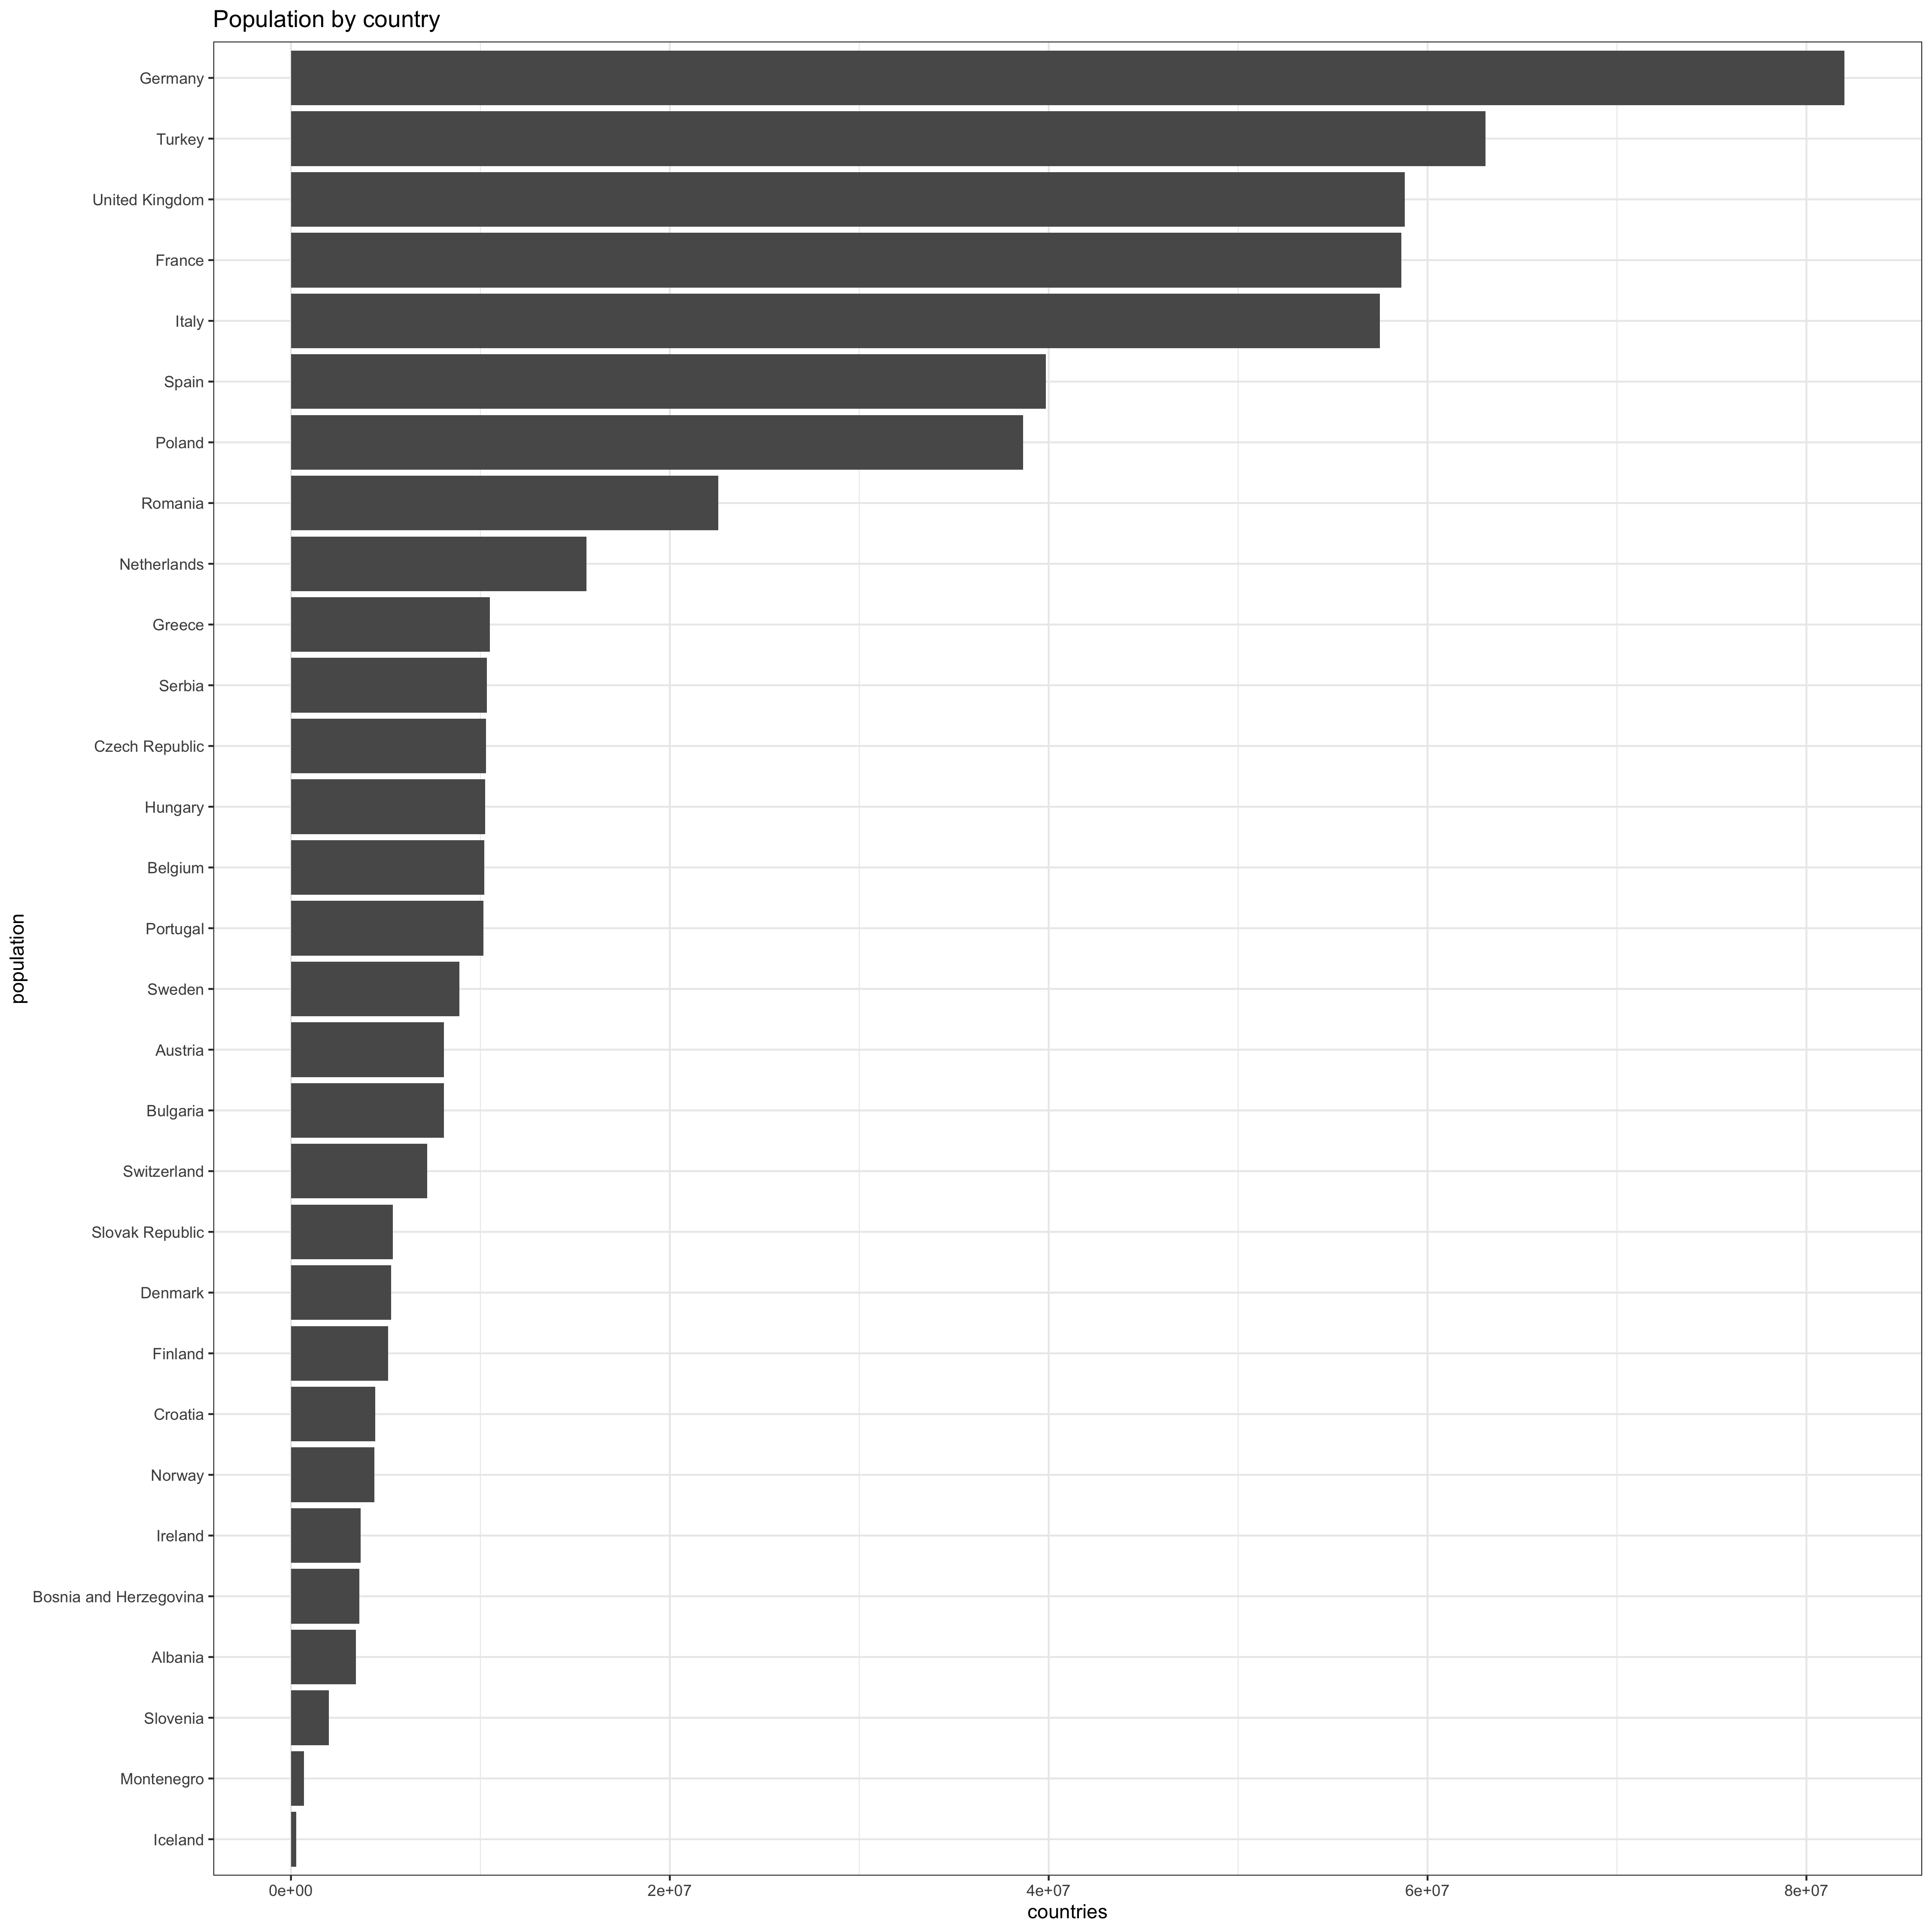 Population by country
Germany
Turkey
United Kingdom
France
Italy
Spain
Poland
Romania
Netherlands
Greece
Serbia
Czech Republic
Hungary
Belgium
Portugal
Sweden
Austria
Bulgaria
Switzerland
Slovak Republic
Denmark
Finland
Croatia
Norway
Ireland
Bosnia and Herzegovina
Albania
Slovenia
Montenegro
Iceland
population
0e+00 2e+07 4e+07 6e+07 8e+07
countries